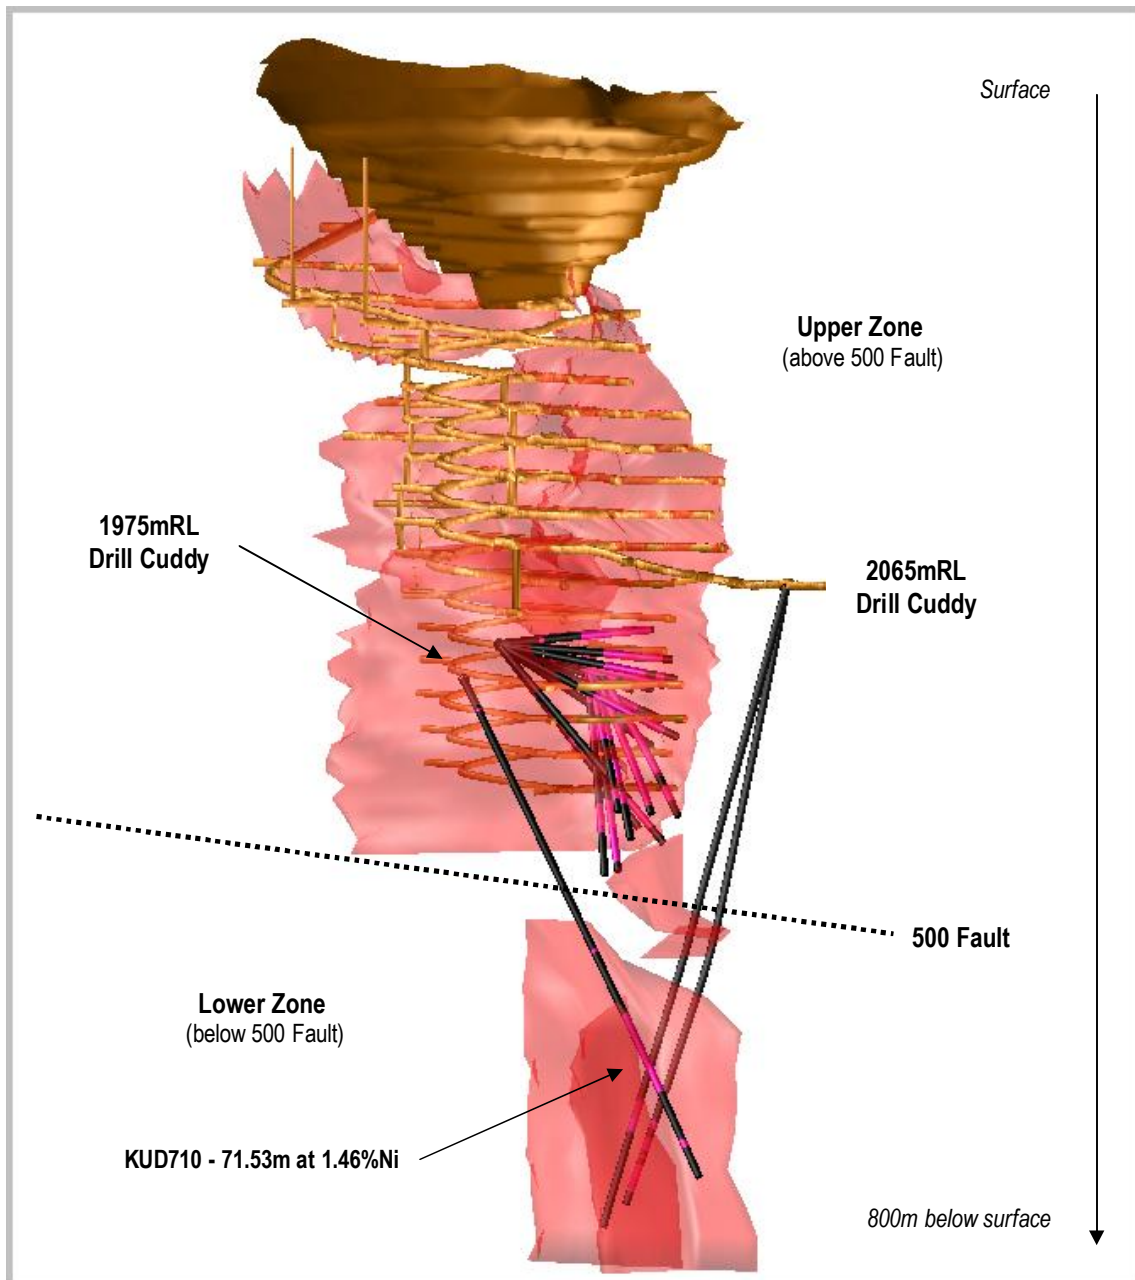 Surface
Upper Zone
(above 500 Fault)
1975mRL
Drill Cuddy
2065mRL
Drill Cuddy
500 Fault
Lower Zone
(below 500 Fault)
KUD710 - 71.53m at 1.46%Ni
800m below surface